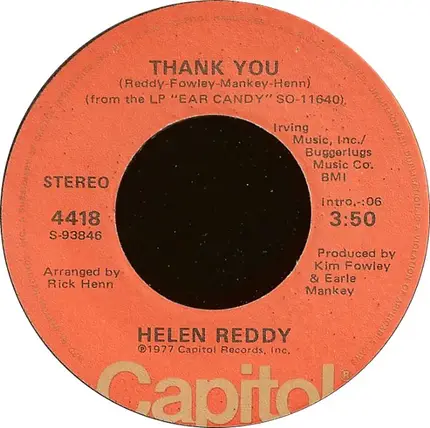 THANK YOU
(Reddy-Fowley-Mankey-Henn)
(from the LP "EAR CANDY" SO-11640)
Irving
Music, Inc./
Buggerlugs
Music Co.
BMI
STEREO
4418
S-93846
Intro.-:06
3:50
Arranged by
Rick Henn
Produced by
Kim Fowley
& Earle
Mankey
HELEN REDDY
℗1977 Capitol Records, Inc.
Capitol®